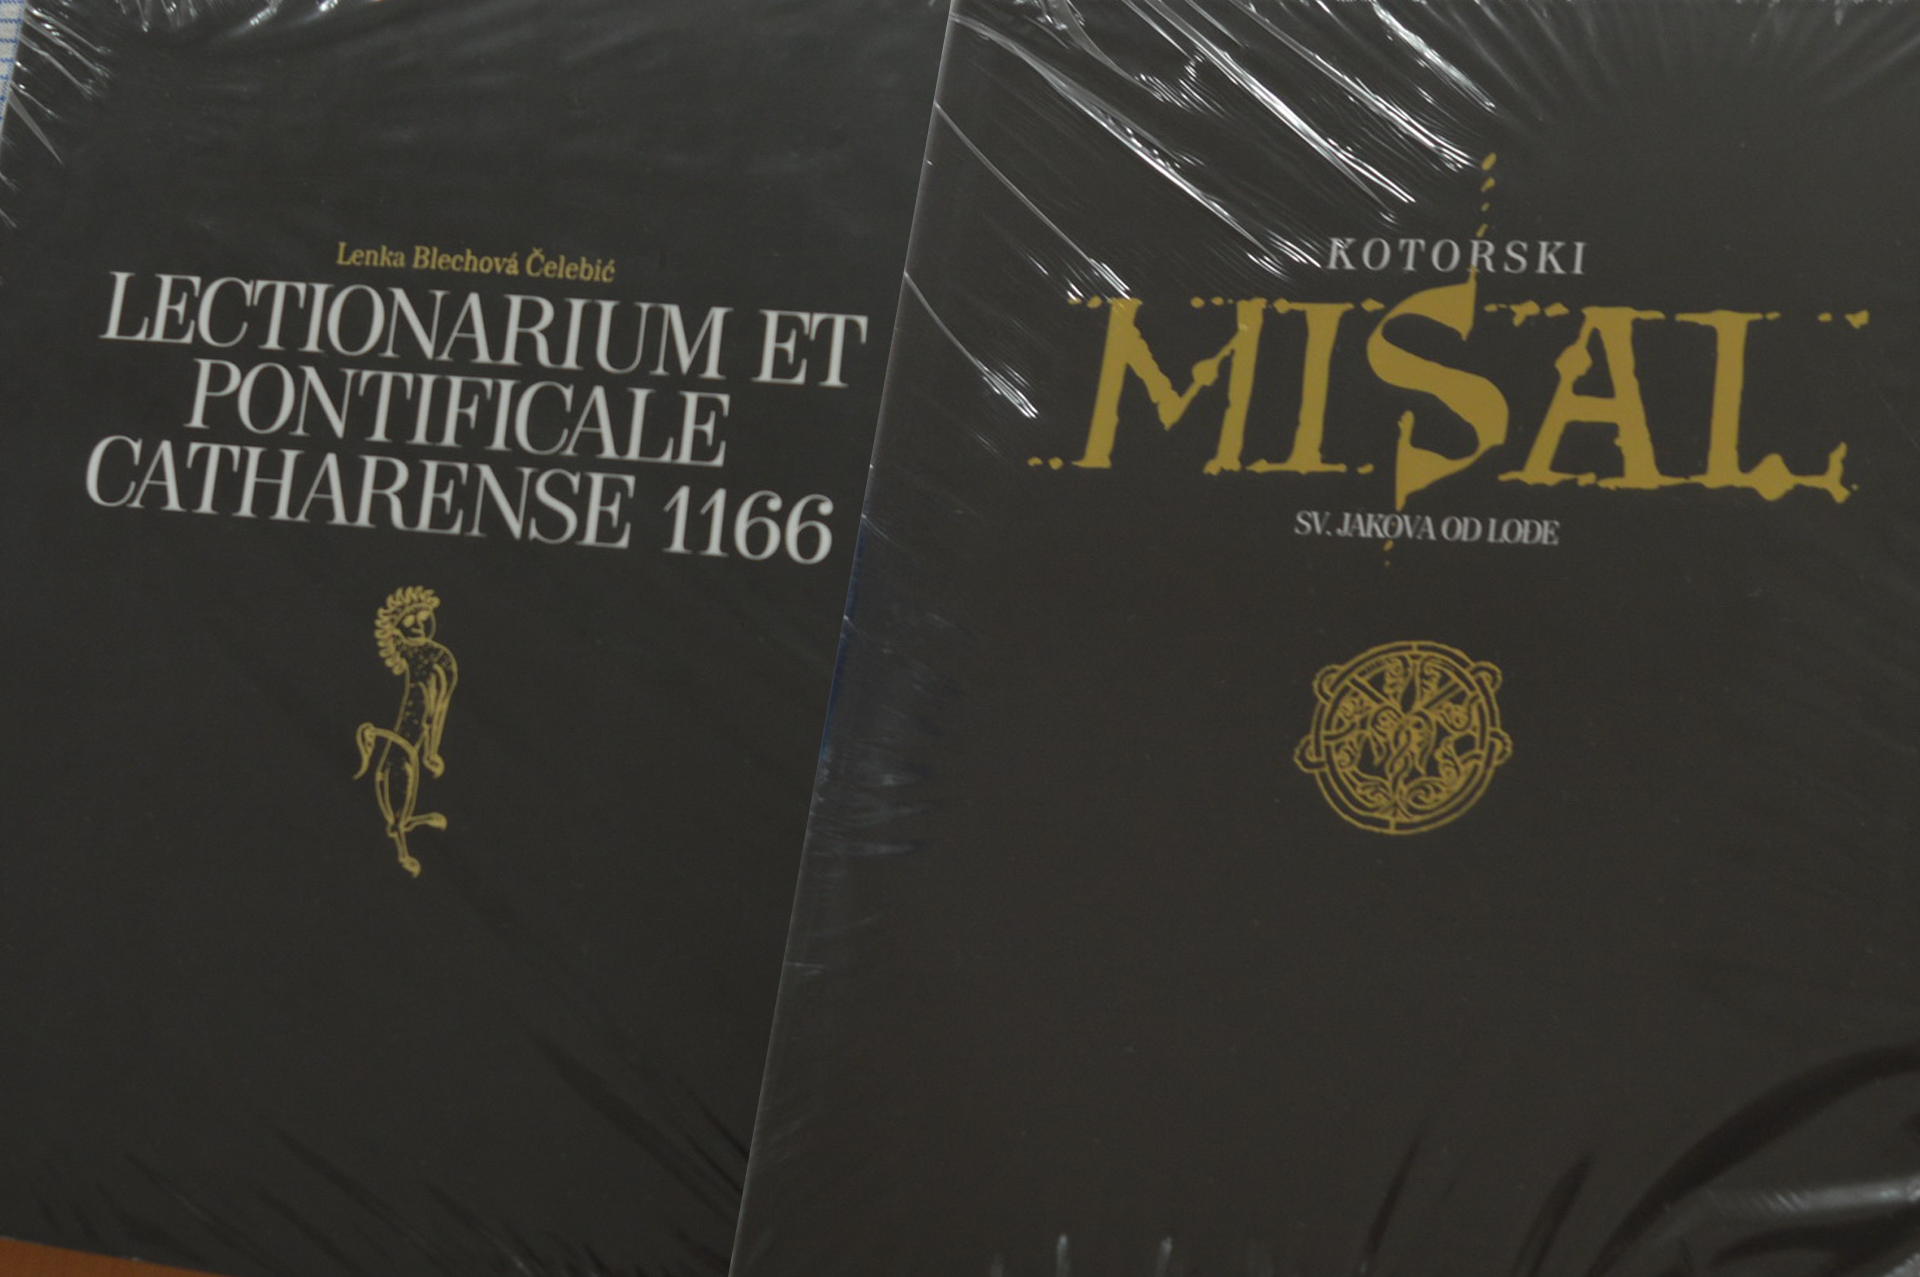 Lenka Blechová Čelebić
LECTIONARIUM ET
PONTIFICALE
CATHARENSE 1166
KOTORSKI
MISAL
SV. JAKOVA OD LOĐE